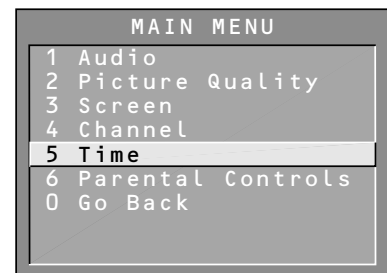 MAIN MENU
1 Audio
2 Picture Quality
3 Screen
4 Channel
5 Time
6 Parental Controls
0 Go Back